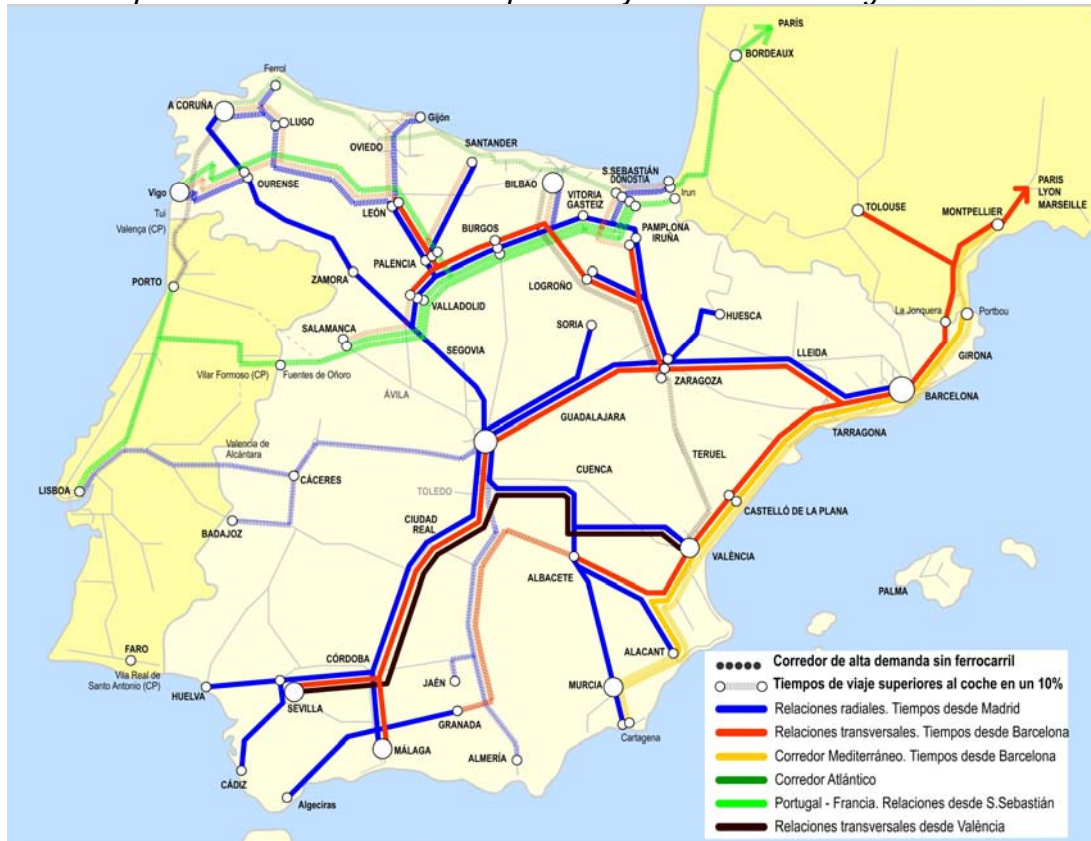 PARÍS
BORDEAUX
Ferrol
A CORUÑA
LUGO
Gijón
OVIEDO
SANTANDER
BILBAO
S.SEBASTIÁN
DONOSTIA
Irun
VITORIA
GASTEIZ
PARIS
LYON
MARSEILLE
TOLOUSE
MONTPELLIER
Vigo
OURENSE
LEÓN
BURGOS
PAMPLONA
IRUÑA
Tui
Valença (CP)
PALENCIA
LOGROÑO
PORTO
ZAMORA
VALLADOLID
HUESCA
La Jonquera
Portbou
SALAMANCA
SEGOVIA
SORIA
GIRONA
LLEIDA
ZARAGOZA
Vilar Formoso (CP)
Fuentes de Oñoro
ÁVILA
BARCELONA
GUADALAJARA
TARRAGONA
Valencia de
Alcántara
TERUEL
CUENCA
LISBOA
CÁCERES
TOLEDO
CASTELLÓ DE LA PLANA
BADAJOZ
CIUDAD
REAL
VALÈNCIA
ALBACETE
PALMA
ALACANT
FARO
Vila Real de
Santo Antonio (CP)
CÓRDOBA
HUELVA
SEVILLA
JAÉN
MURCIA
GRANADA
Cartagena
MÁLAGA
ALMERÍA
CÁDIZ
Algeciras
Corredor de alta demanda sin ferrocarril
Tiempos de viaje superiores al coche en un 10%
Relaciones radiales. Tiempos desde Madrid
Relaciones transversales. Tiempos desde Barcelona
Corredor Mediterráneo. Tiempos desde Barcelona
Corredor Atlántico
Portugal - Francia. Relaciones desde S.Sebastián
Relaciones transversales desde València